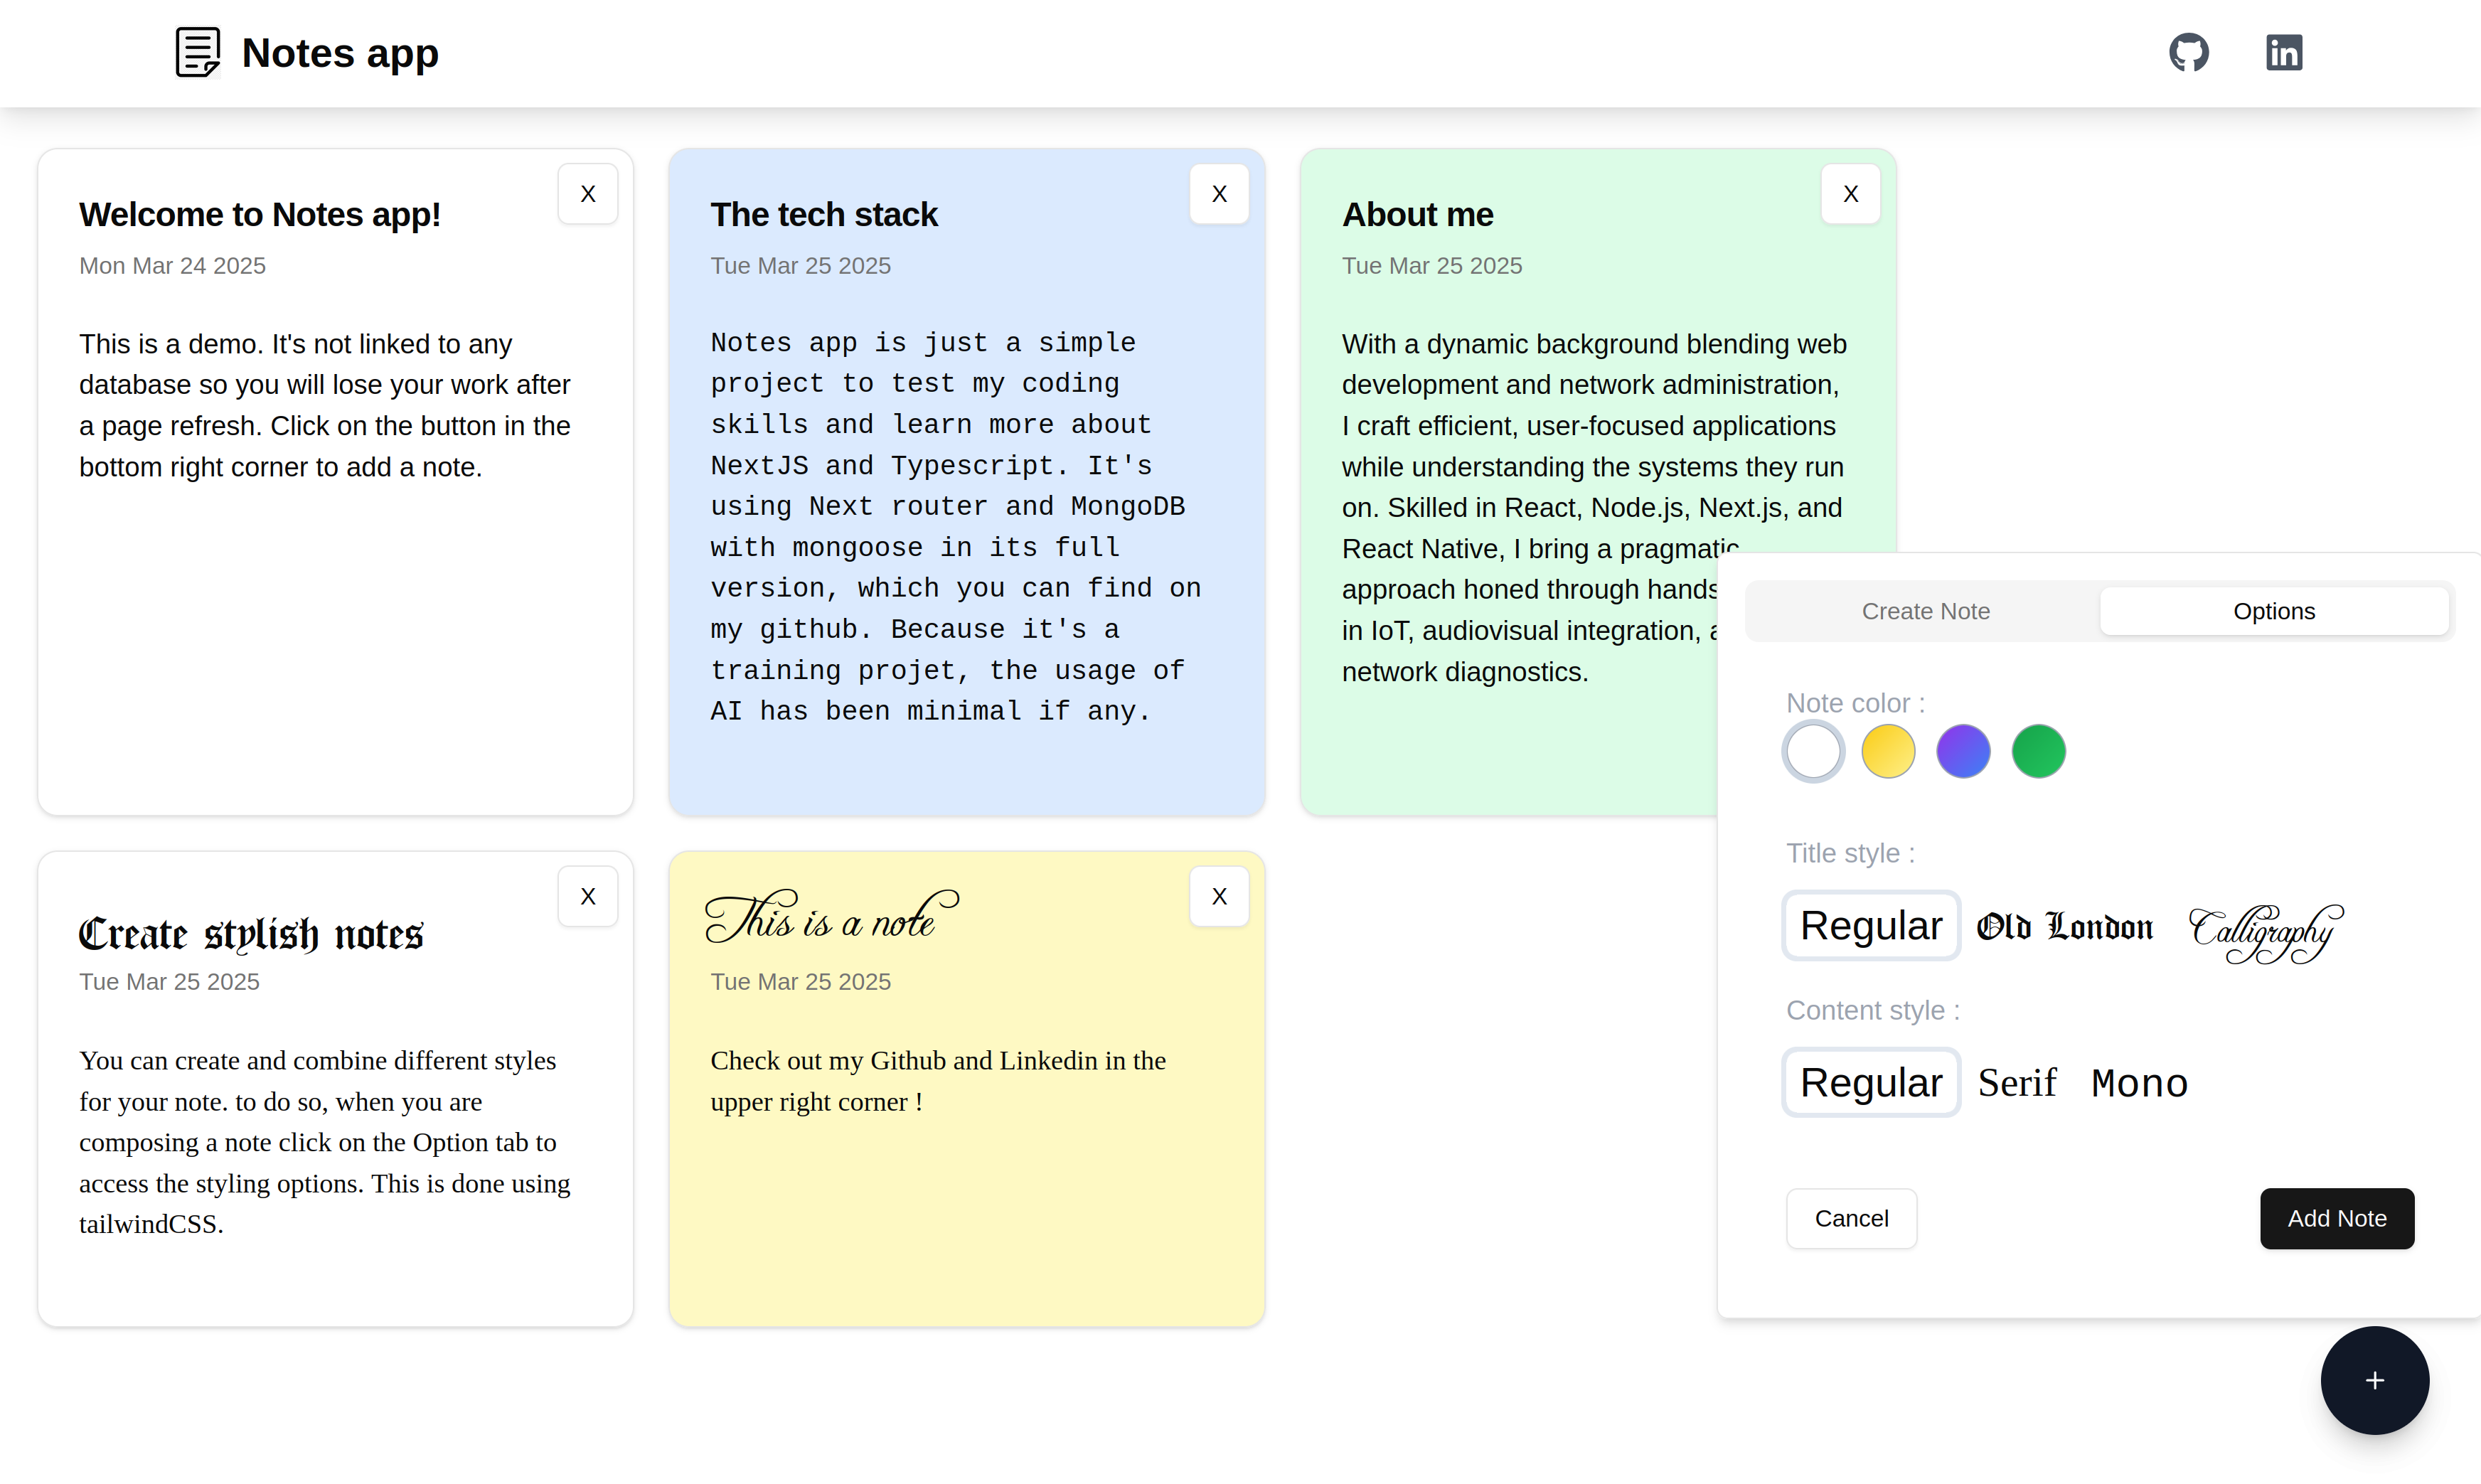 Notes app
X
Welcome to Notes app!
Mon Mar 24 2025
This is a demo. It's not linked to any
database so you will lose your work after
a page refresh. Click on the button in the
bottom right corner to add a note.
X
The tech stack
Tue Mar 25 2025
Notes app is just a simple
project to test my coding
skills and learn more about
NextJS and Typescript. It's
using Next router and MongoDB
with mongoose in its full
version, which you can find on
my github. Because it's a
training projet, the usage of
AI has been minimal if any.
X
About me
Tue Mar 25 2025
With a dynamic background blending web
development and network administration,
I craft efficient, user-focused applications
while understanding the systems they run
on. Skilled in React, Node.js, Next.js, and
React Native, I bring a pragmatic
approach honed through hands
in IoT, audiovisual integration,
network diagnostics.
X
Create stylish notes
Tue Mar 25 2025
You can create and combine different styles
for your note. to do so, when you are
composing a note click on the Option tab to
access the styling options. This is done using
tailwindCSS.
X
This is a note
Tue Mar 25 2025
Check out my Github and Linkedin in the
upper right corner !
Create Note
Options
Note color :
Title style :
Regular Old London Calligraphy
Content style :
Regular Serif Mono
Cancel
Add Note
+